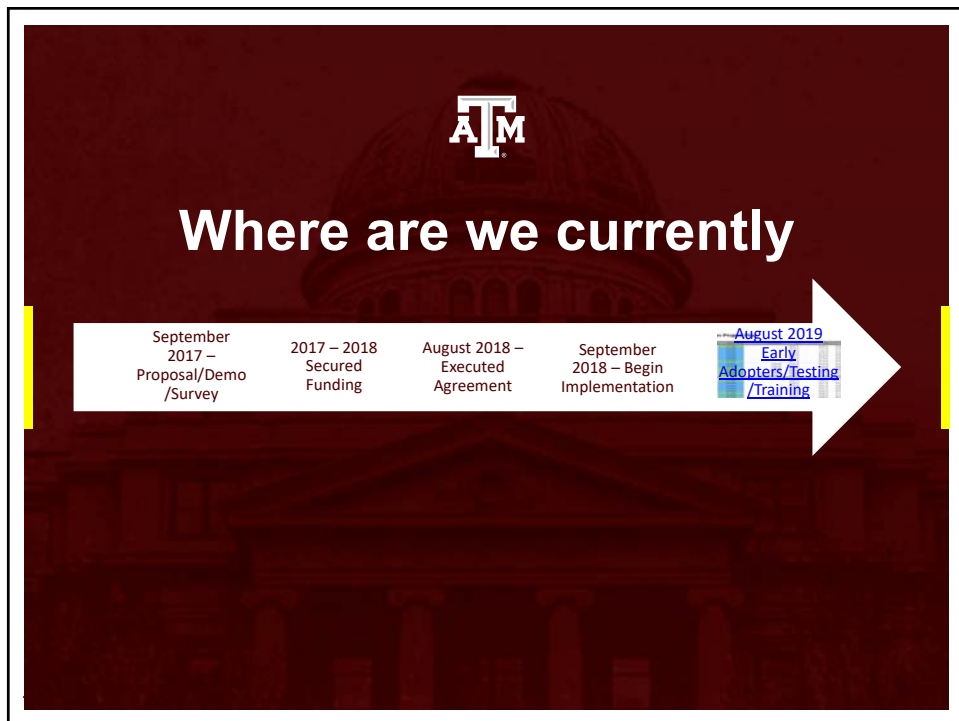 ATM
Where are we currently
September
2017 –
Proposal/Demo
/Survey
2017 – 2018
Secured
Funding
August 2018 –
Executed
Agreement
September
2018 – Begin
Implementation
August 2019
Early
Adopters/Testing
/Training